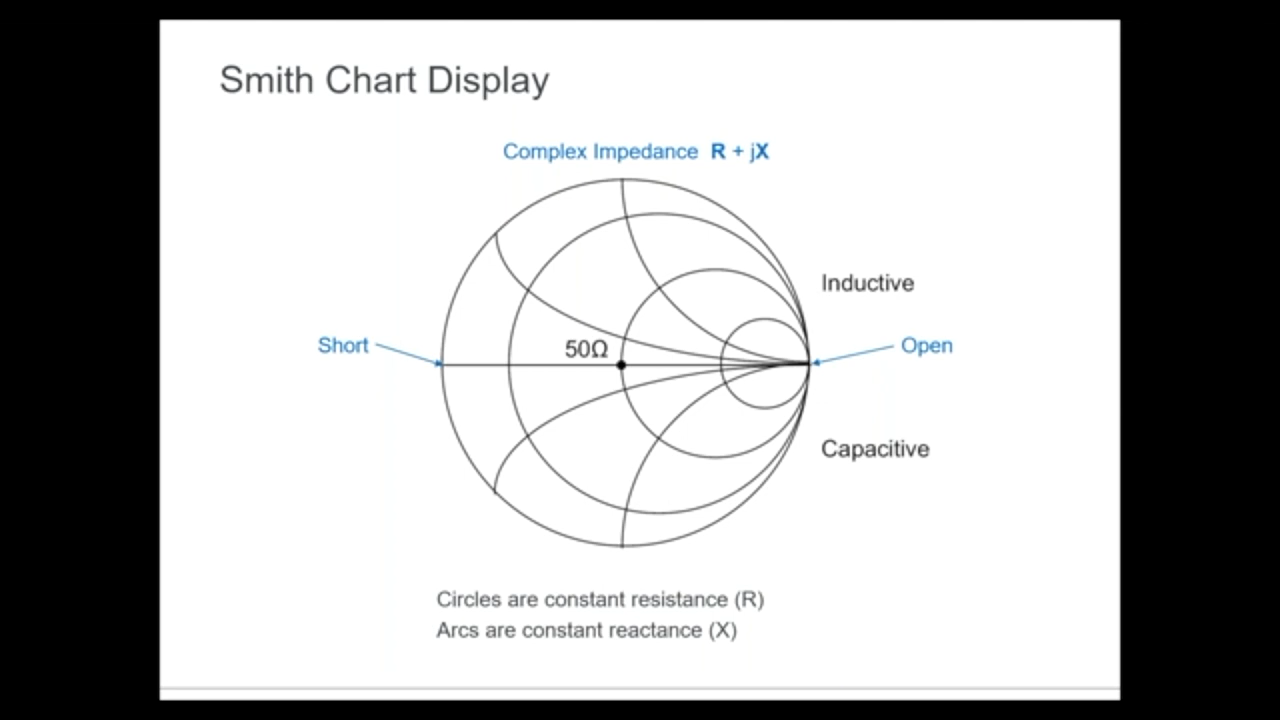 Smith Chart Display
Complex Impedance R + jX
Inductive
Short
50Ω
Open
Capacitive
Circles are constant resistance (R)
Arcs are constant reactance (X)